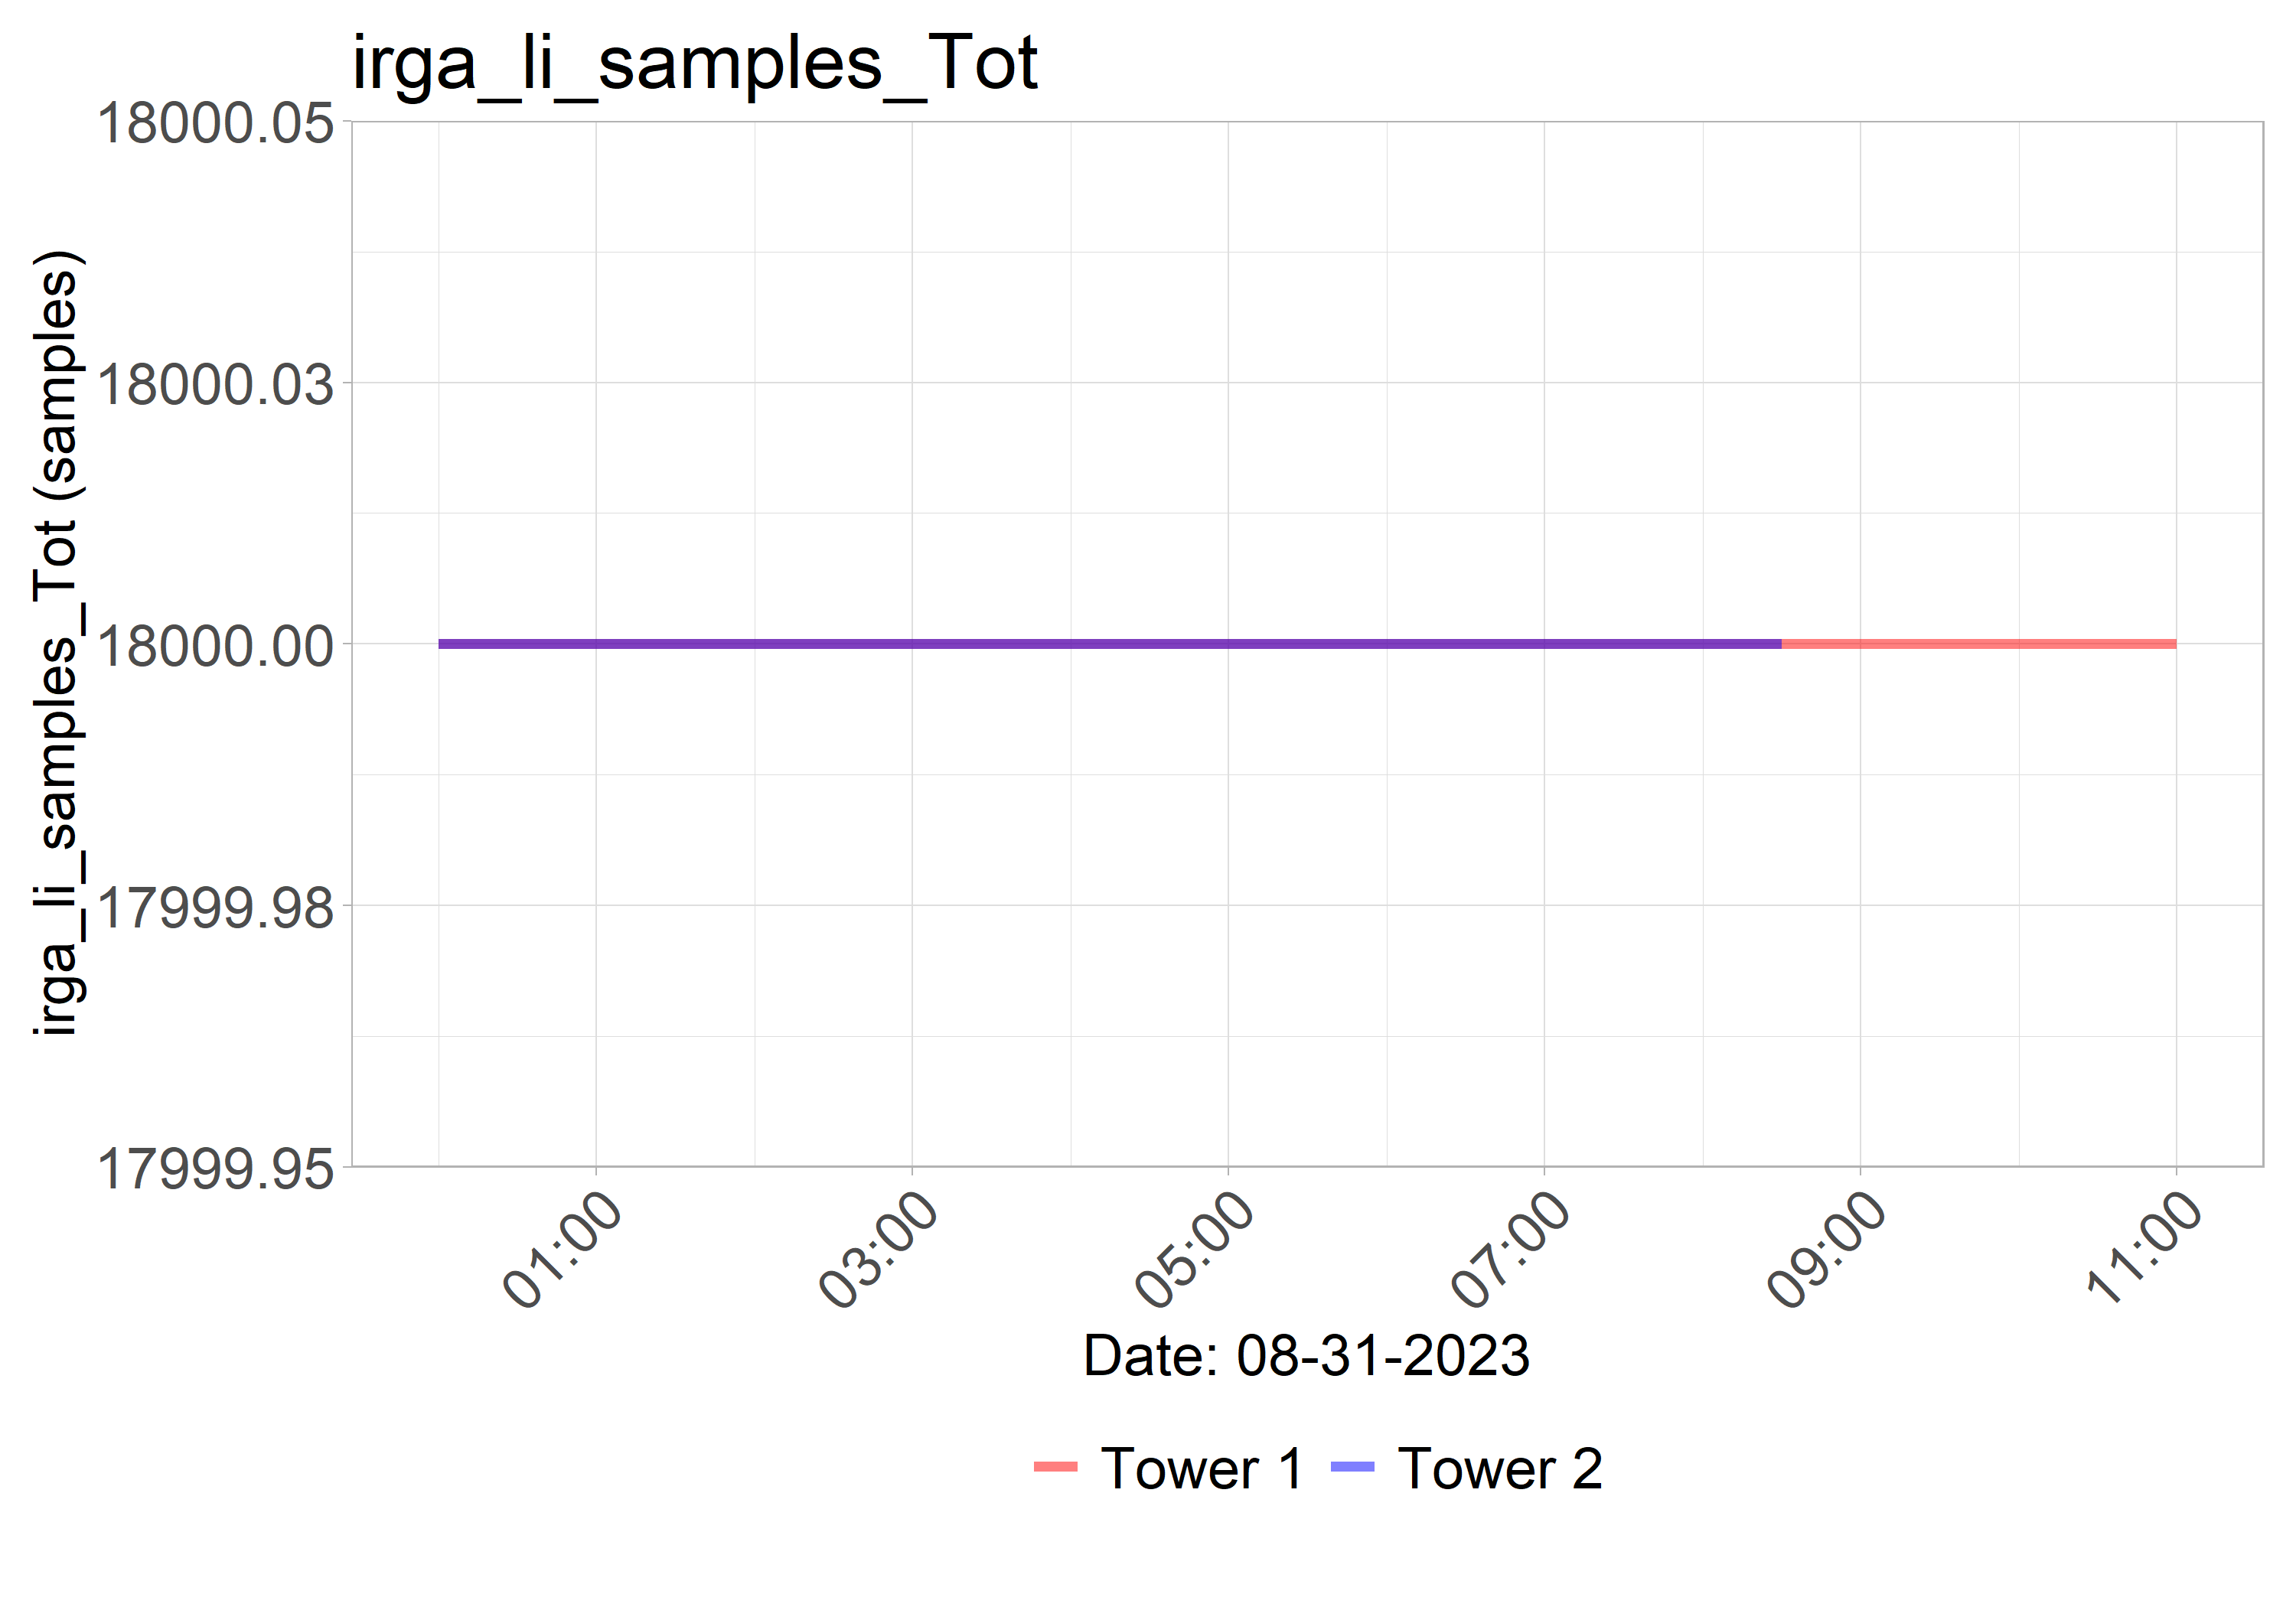 irga_li_samples_Tot
irga_li_samples_Tot (samples)
18000.05
18000.03
18000.00
17999.98
17999.95
01:00
03:00
05:00
07:00
09:00
11:00
Date: 08-31-2023
Tower 1 Tower 2